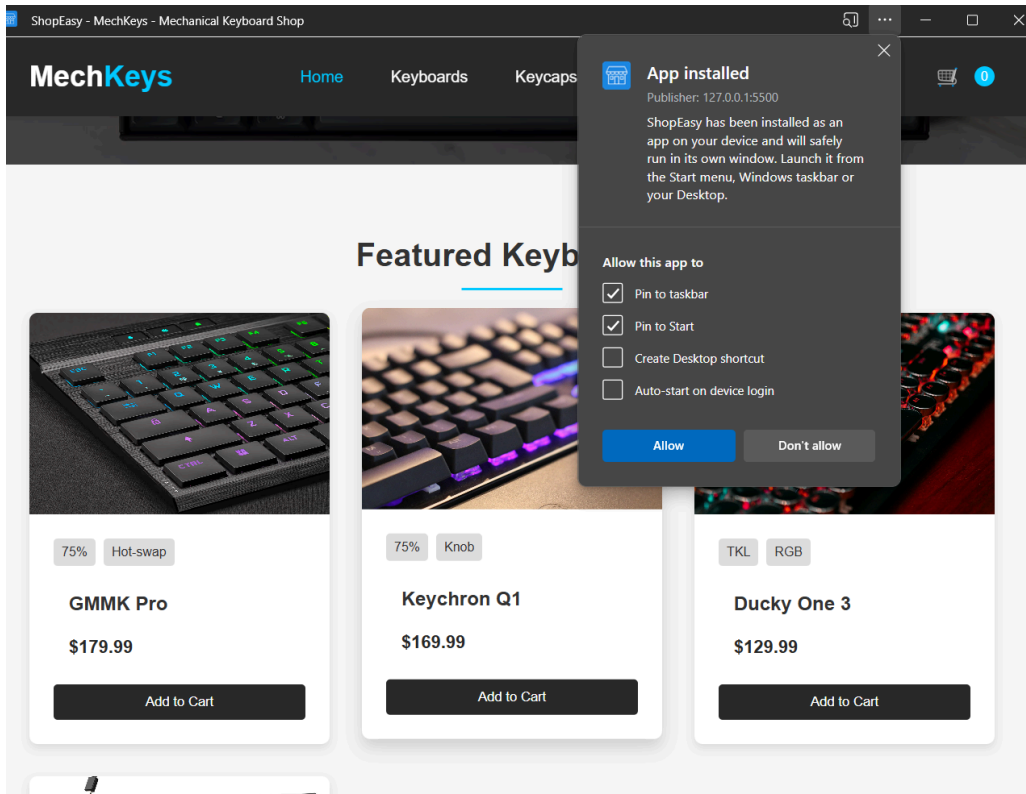 ShopEasy - MechKeys - Mechanical Keyboard Shop
MechKeys
Home
Keyboards
Keycaps
0
App installed
Publisher: 127.0.0.1:5500
ShopEasy has been installed as an
app on your device and will safely
run in its own window. Launch it from
the Start menu, Windows taskbar or
your Desktop.
Allow this app to
Pin to taskbar
Pin to Start
Create Desktop shortcut
Auto-start on device login
Allow
Don't allow
Featured Keyb
75%
Hot-swap
GMMK Pro
$179.99
Add to Cart
75%
Knob
Keychron Q1
$169.99
Add to Cart
TKL
RGB
Ducky One 3
$129.99
Add to Cart